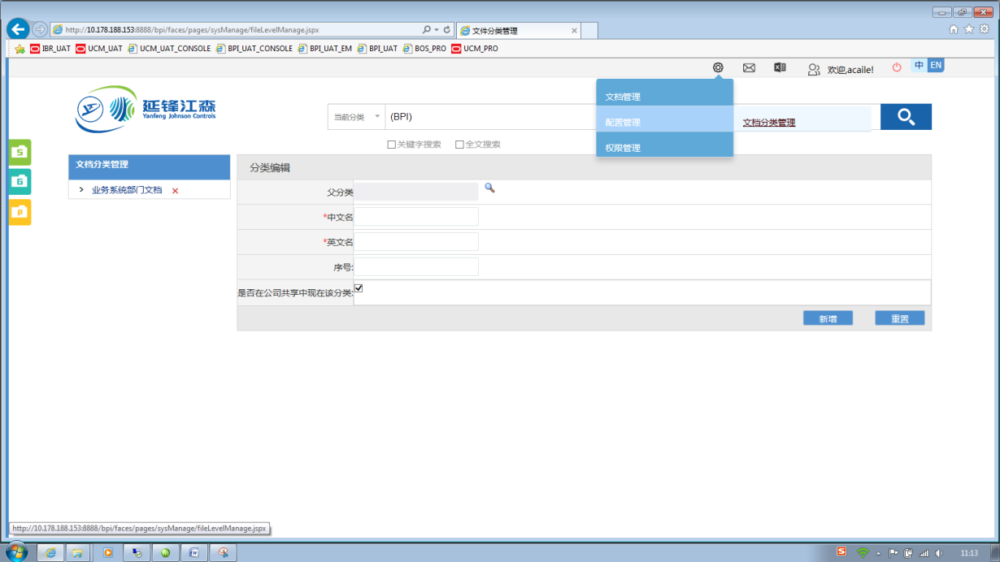 http://10.178.188.153:8888/bpi/faces/pages/sysManage/fileLevelManage.jspx
文件分类管理
IBR_UAT UCM_UAT UCM_UAT_CONSOLE BPI_UAT_CONSOLE BPI_UAT_EM BPI_UAT BOS_PRO UCM_PRO
欢迎,acaile! 中 EN
延锋江森
Yanfeng Johnson Controls
当前分类 (BPI)
关键字搜索 全文搜索
文档管理
配置管理 文档分类管理
权限管理
S
G
p
文档分类管理
业务系统部门文档
分类编辑
父分类
*中文名
*英文名
序号:
是否在公司共享中现在该分类:
新增 重置
http://10.178.188.153:8888/bpi/faces/pages/sysManage/fileLevelManage.jspx
11:13